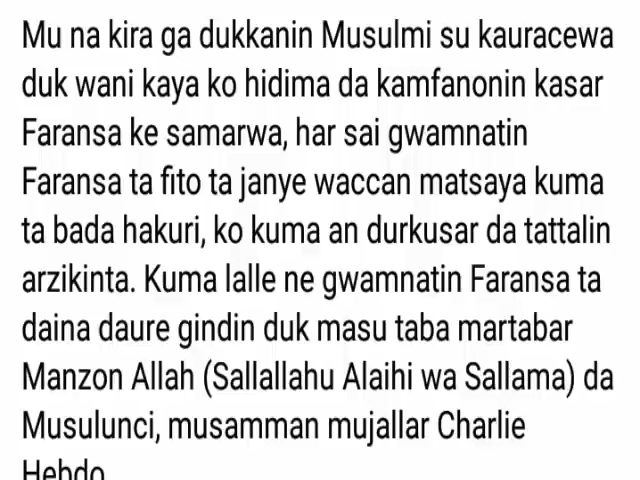 Mu na kira ga dukkanin Musulmi su kauracewa
duk wani kaya ko hidima da kamfanonin kasar
Faransa ke samarwa, har sai gwamnatin
Faransa ta fito ta janye waccan matsaya kuma
ta bada hakuri, ko kuma an durkusar da tattalin
arzikinta. Kuma lalle ne gwamnatin Faransa ta
daina daure gindin duk masu taba martabar
Manzon Allah (Sallallahu Alaihi wa Sallama) da
Musulunci, musamman mujallar Charlie
Hebdo